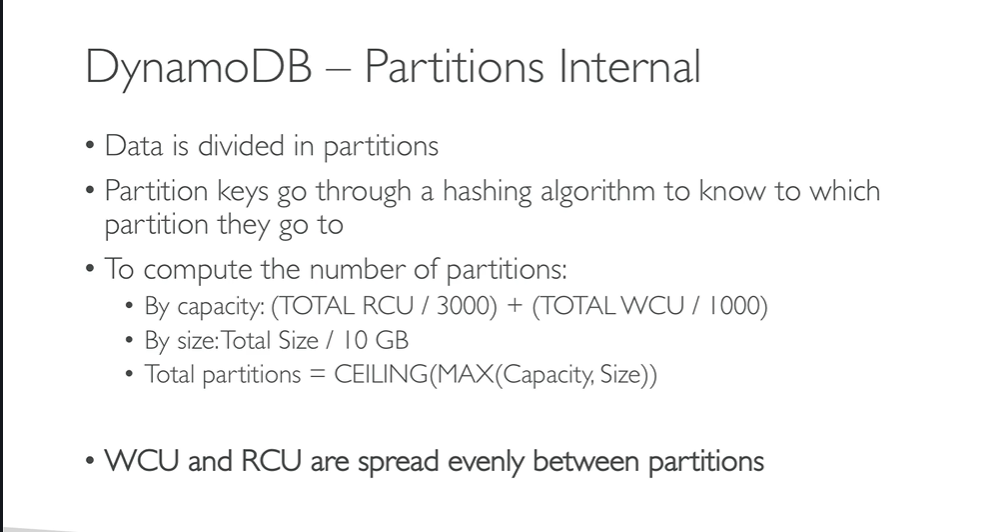 DynamoDB – Partitions Internal
• Data is divided in partitions
• Partition keys go through a hashing algorithm to know to which
partition they go to
• To compute the number of partitions:
• By capacity: (TOTAL RCU / 3000) + (TOTAL WCU / 1000)
• By size: Total Size / 10 GB
• Total partitions = CEILING(MAX(Capacity, Size))
• WCU and RCU are spread evenly between partitions